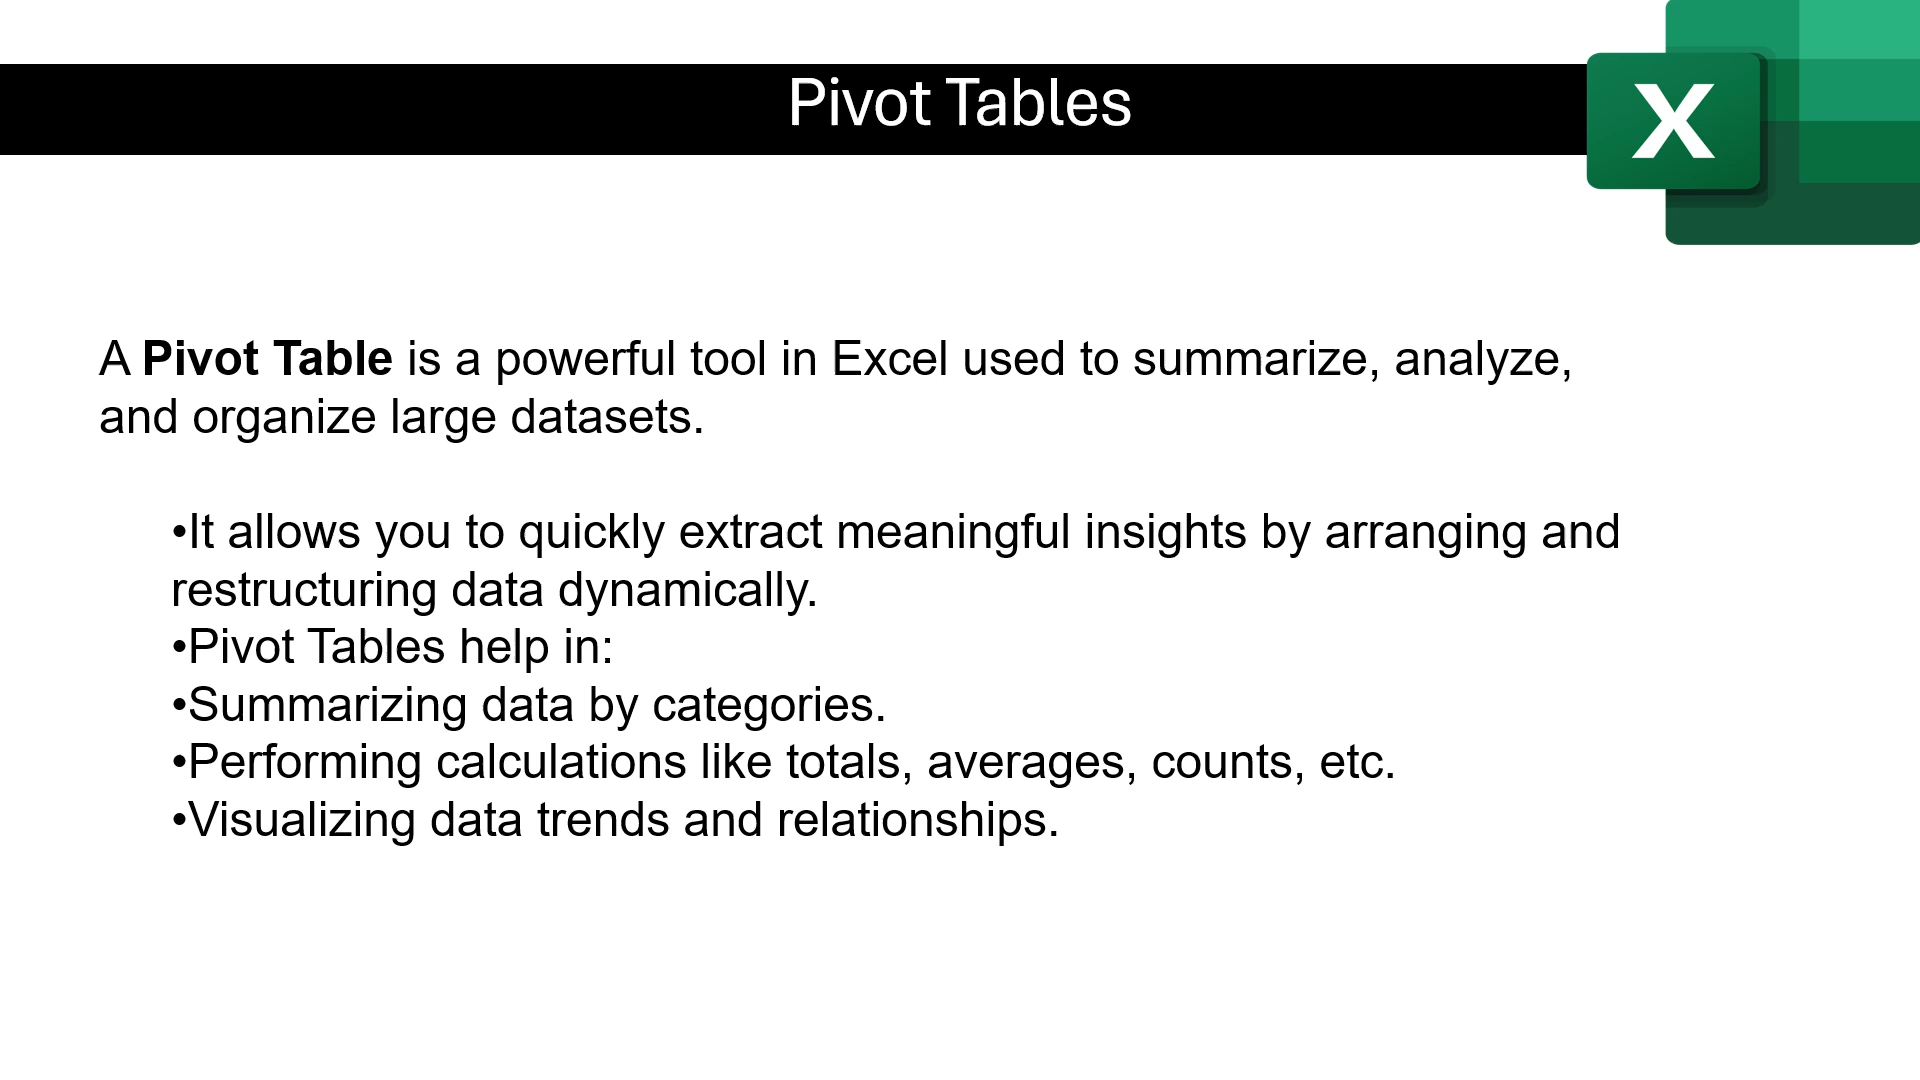 Pivot Tables
X
A Pivot Table is a powerful tool in Excel used to summarize, analyze,
and organize large datasets.
•It allows you to quickly extract meaningful insights by arranging and
restructuring data dynamically.
•Pivot Tables help in:
•Summarizing data by categories.
•Performing calculations like totals, averages, counts, etc.
•Visualizing data trends and relationships.